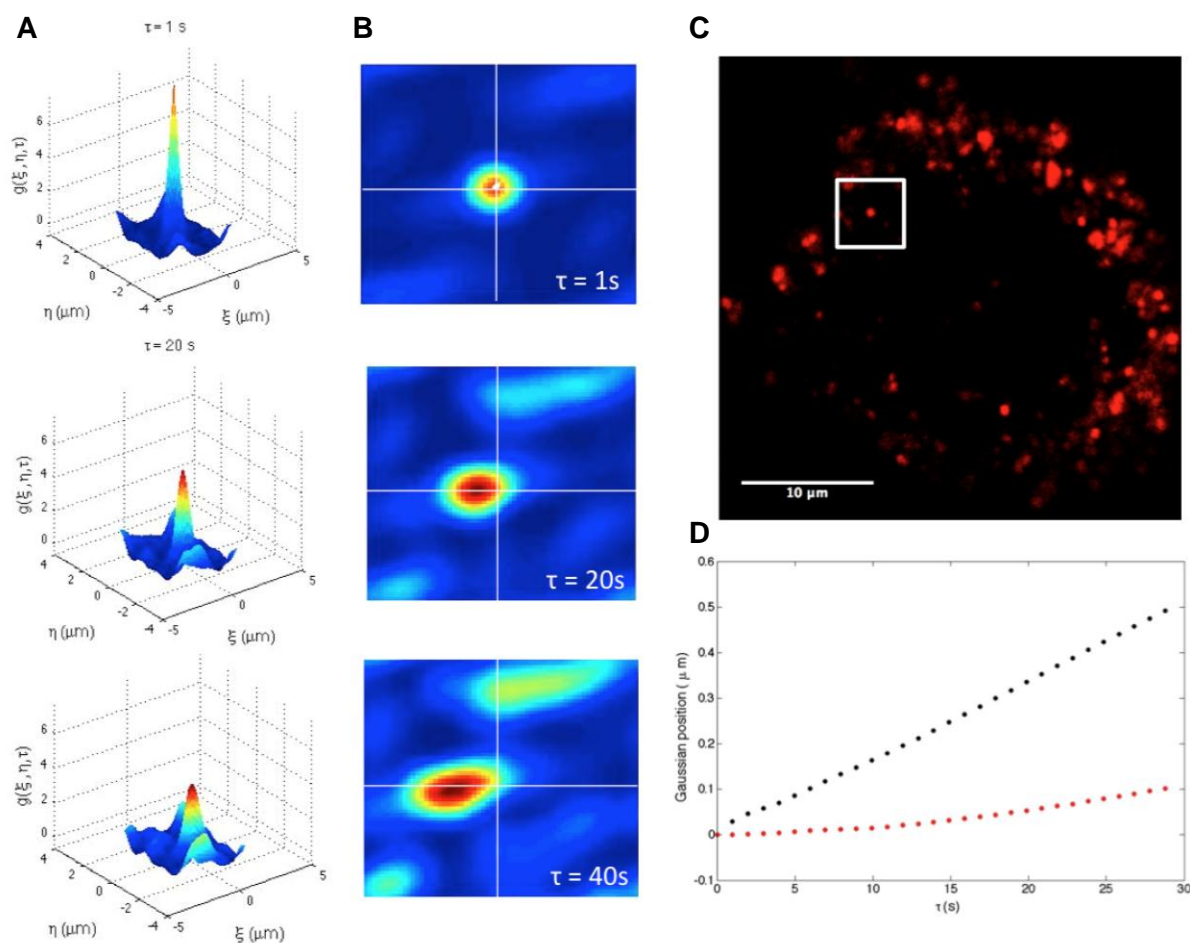 A
τ= 1 s
6
4
2
0
g(ξ, η,τ)
4
2
0
-2
-4
η (μm)
-5
0
5
ξ (μm)
τ= 20 s
6
4
2
0
g(ξ, η,τ)
4
2
0
-2
-4
η (μm)
-5
0
5
ξ (μm)
6
4
2
0
g(ξ, η,τ)
4
2
0
-2
-4
η (μm)
-5
0
5
ξ (μm)
B
τ = 1s
τ = 20s
τ = 40s
C
10 μm
D
0.6
0.5
0.4
0.3
0.2
0.1
0
-0.1
Gaussian position ( μ m)
0
5
10
15
20
25
30
τ(s)